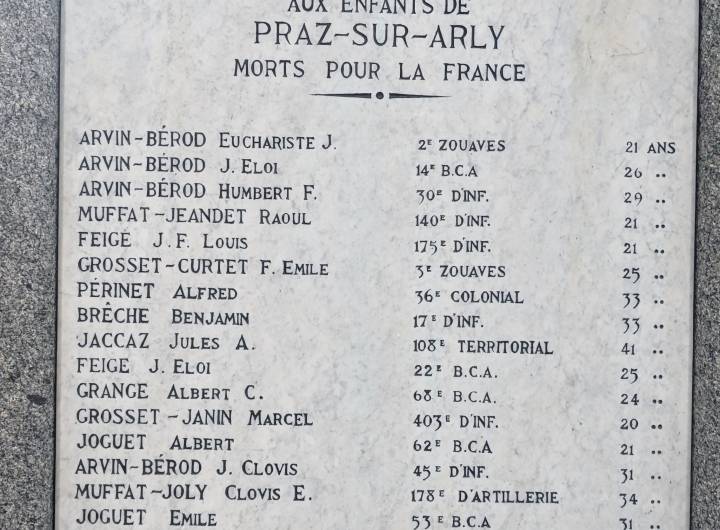 AUX ENFANTS DE
PRAZ-SUR-ARLY
MORTS POUR LA FRANCE
ARVIN-BÉROD EUCHARISTE J. 2E ZOUAVES 21 ANS
ARVIN-BÉROD J. ELOI 14E B.C.A 26 ..
ARVIN-BÉROD HUMBERT F. 30E D'INF. 29 ..
MUFFAT-JEANDET RAOUL 140E D'INF. 21 ..
FEIGE J.F. LOUIS 175E D'INF. 21 ..
GROSSET-CURTET F. EMILE 3E ZOUAVES 25 ..
PÉRINET ALFRED 36E COLONIAL 33 ..
BRÊCHE BENJAMIN 17E D'INF. 33 ..
JACCAZ JULES A. 108E TERRITORIAL 41 ..
FEIGE J. ELOI 22E B.C.A. 25 ..
GRANGE ALBERT C. 68E B.C.A. 24 ..
GROSSET-JANIN MARCEL 403E D'INF. 20 ..
JOGUET ALBERT 62E B.C.A 21 ..
ARVIN-BÉROD J. CLOVIS 45E D'INF. 31 ..
MUFFAT-JOLY CLOVIS E. 178E D'ARTILLERIE 34 ..
JOGUET EMILE 53E B.C.A 31 ..